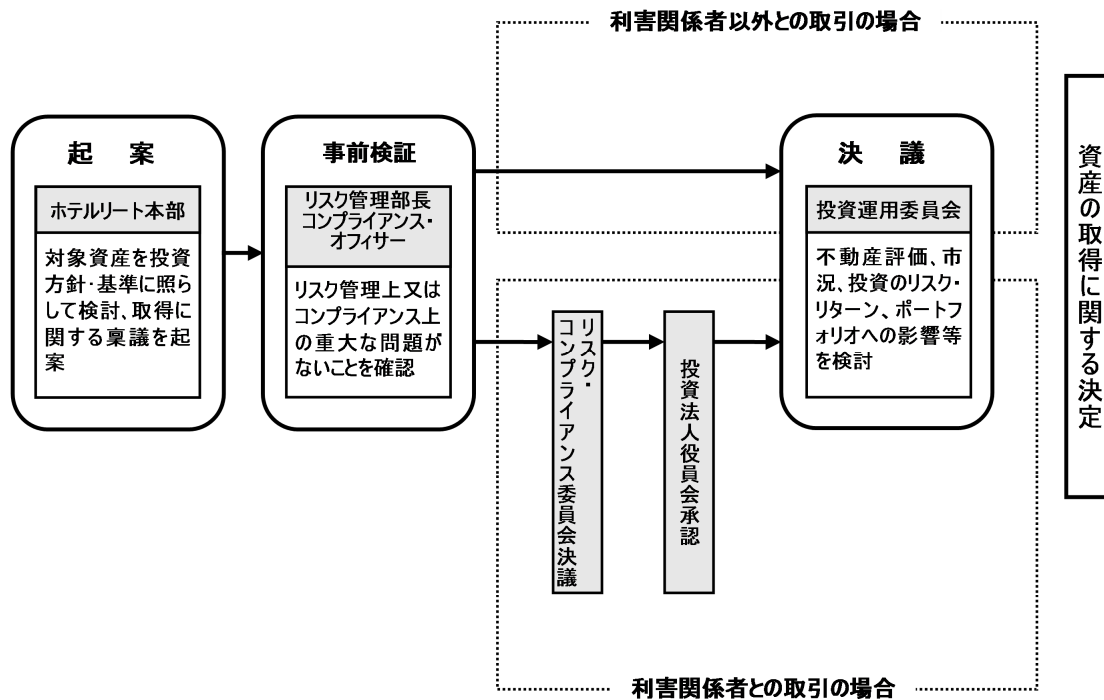 利害関係者以外との取引の場合
起　案
ホテルリート本部
対象資産を投資
方針・基準に照ら
して検討、取得に
関する稟議を起
案
事前検証
リスク管理部長
コンプライアンス・
オフィサー
リスク管理上又は
コンプライアンス上
の重大な問題が
ないことを確認
リスク・
コンプライアンス委員会決議
投資法人役員会承認
決　議
投資運用委員会
不動産評価、市
況、投資のリスク・
リターン、ポートフ
ォリオへの影響等
を検討
資産の取得に関する決定
利害関係者との取引の場合